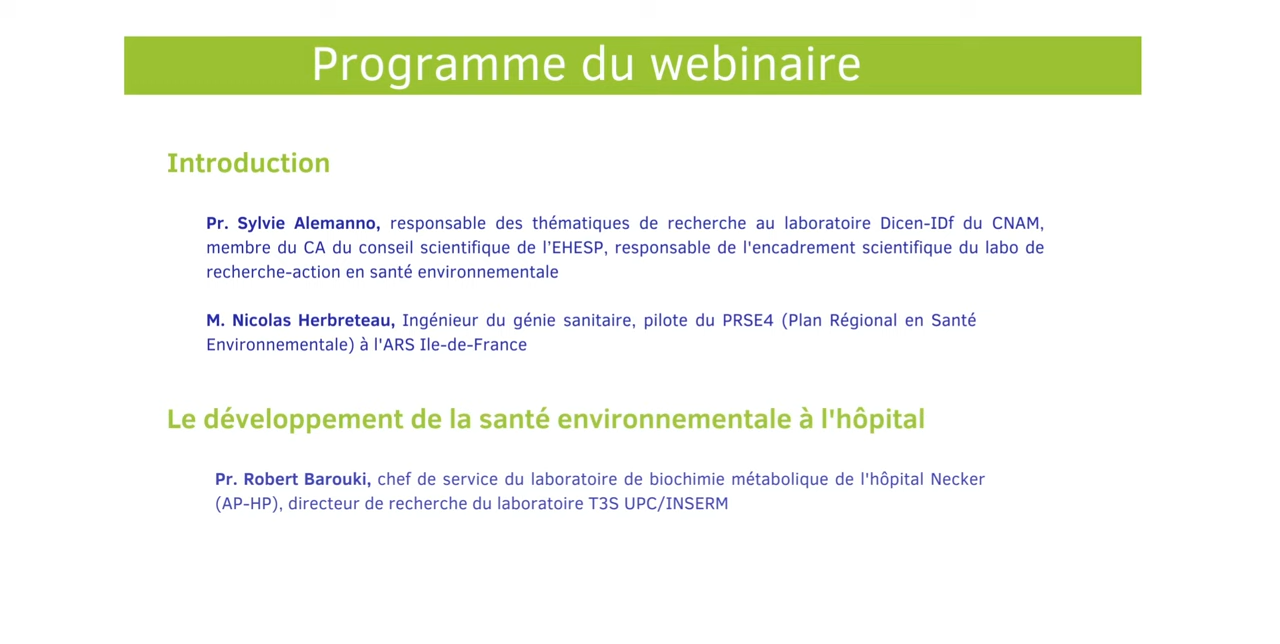 Programme du webinaire
Introduction
Pr. Sylvie Alemanno, responsable des thématiques de recherche au laboratoire Dicen-IDf du CNAM,
membre du CA du conseil scientifique de l’EHESP, responsable de l'encadrement scientifique du labo de
recherche-action en santé environnementale
M. Nicolas Herbreteau, Ingénieur du génie sanitaire, pilote du PRSE4 (Plan Régional en Santé
Environnementale) à l'ARS Ile-de-France
Le développement de la santé environnementale à l'hôpital
Pr. Robert Barouki, chef de service du laboratoire de biochimie métabolique de l'hôpital Necker
(AP-HP), directeur de recherche du laboratoire T3S UPC/INSERM